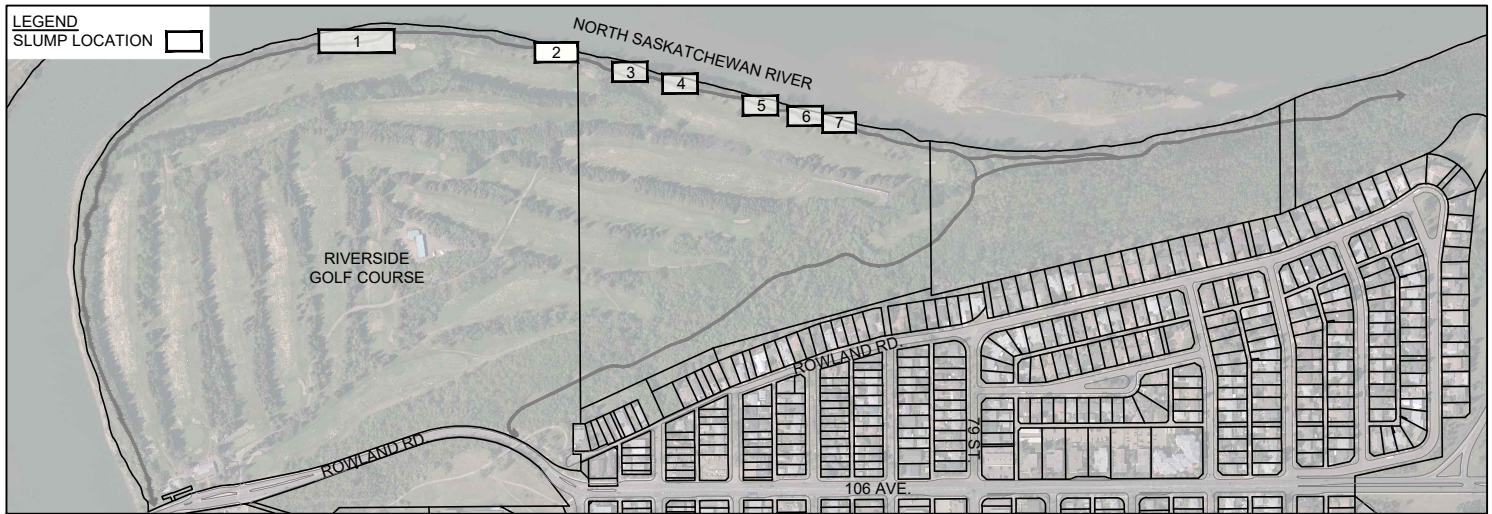 LEGEND
SLUMP LOCATION
1
2
3
4
5
6
7
NORTH SASKATCHEWAN RIVER
RIVERSIDE
GOLF COURSE
ROWLAND RD.
ROWLAND RD.
79 ST
106 AVE.